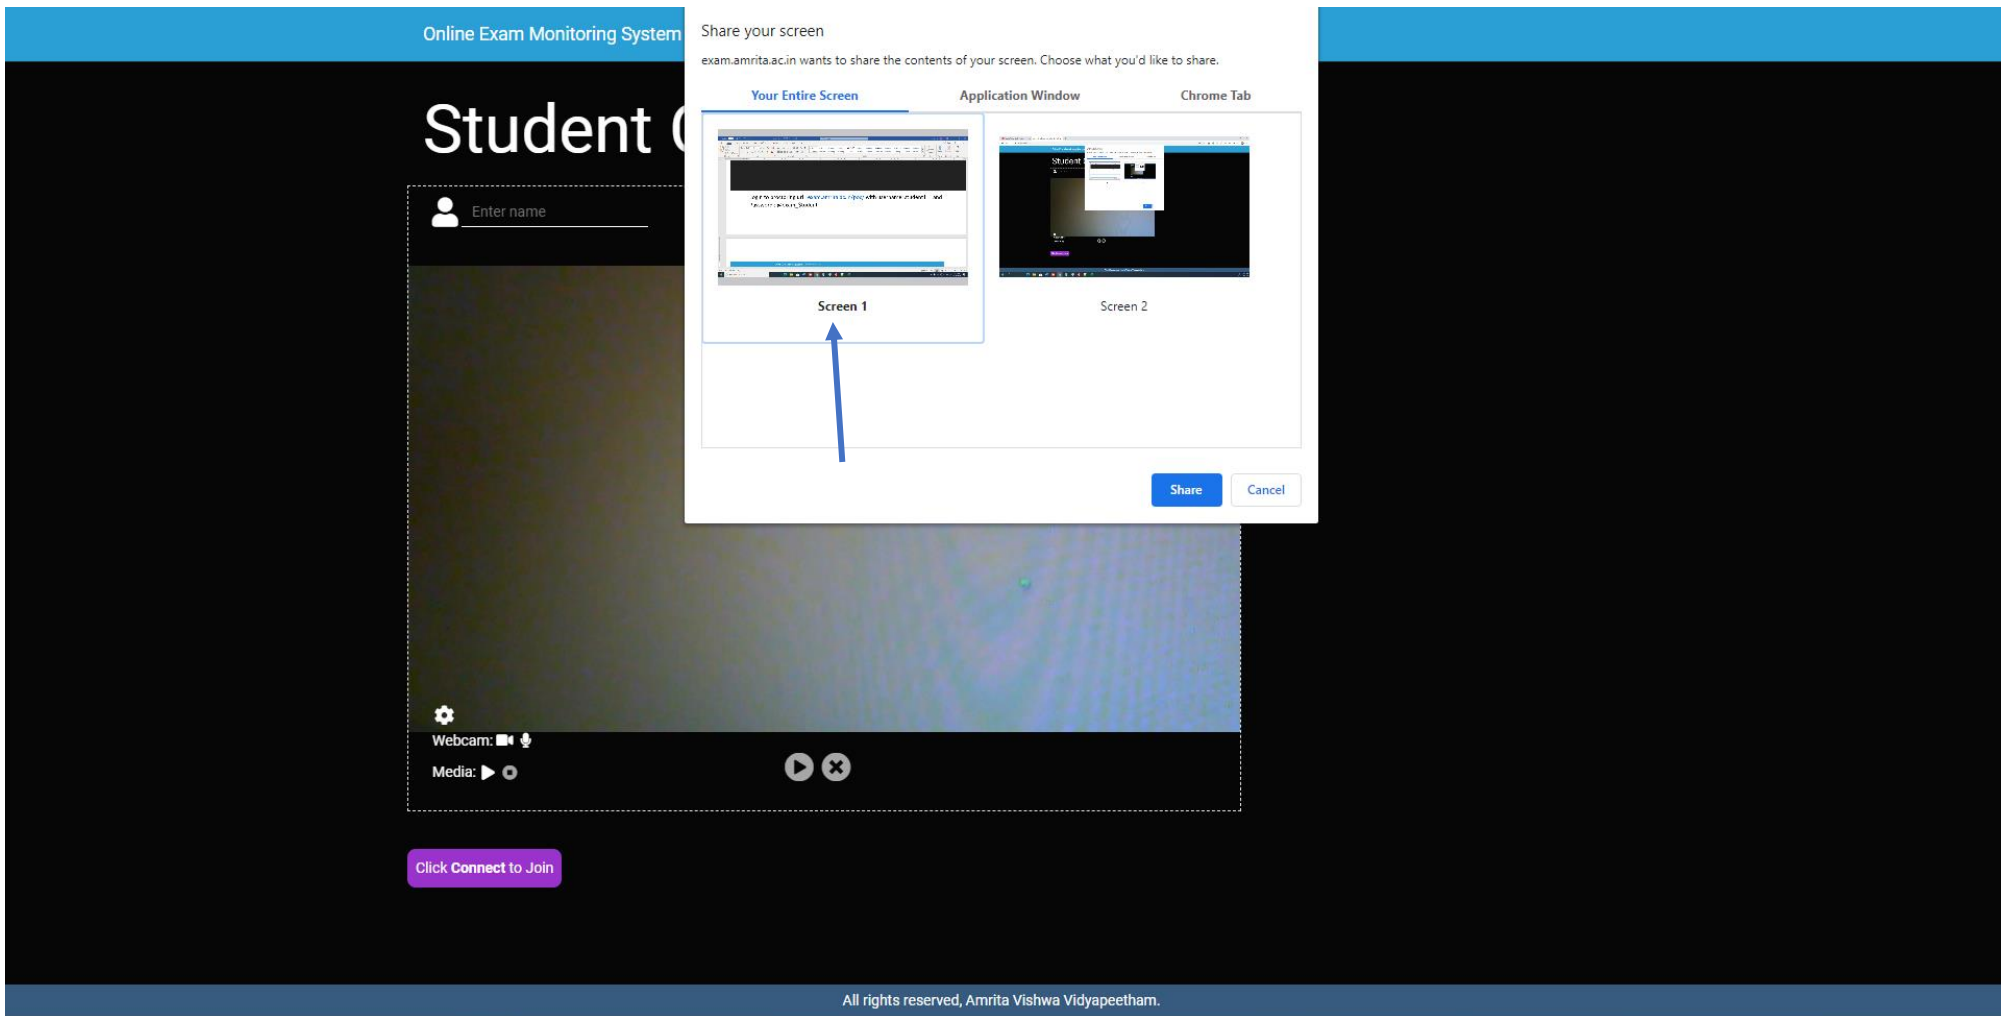 Online Exam Monitoring System
Share your screen
exam.amrita.ac.in wants to share the contents of your screen. Choose what you'd like to share.
Your Entire Screen
Application Window
Chrome Tab
Student
Enter name
Student
Screen 1
Screen 2
Share
Cancel
Webcam:
Media:
Click Connect to Join
All rights reserved, Amrita Vishwa Vidyapeetham.